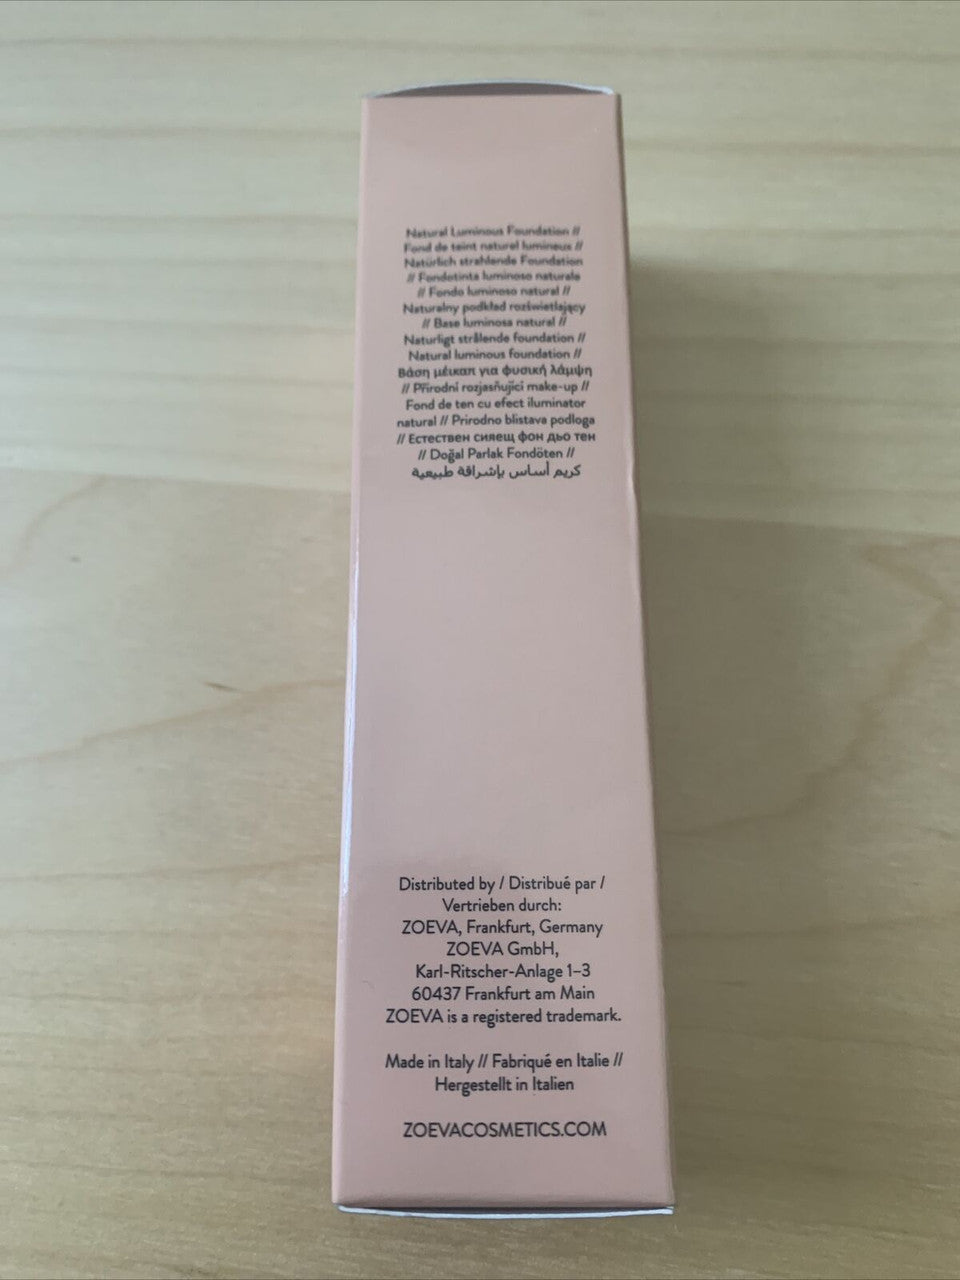 Natural Luminous Foundation //
Fond de teint naturel lumineux //
Natürlich strahlende Foundation
// Fondotinta luminoso naturale
// Fondo luminoso natural //
Naturalny podkład rozświetlający
// Base luminosa natural //
Naturligt strålende foundation //
Natural luminous foundation //
Βάση μέικαπ για φυσική λάμψη
// Přírodní rozjasňující make-up //
Fond de ten cu efect iluminator
natural // Prirodno blistava podloga
// Естествен сияещ фон дьо тен
// Doğal Parlak Fondöten //
كريم أساس بإشراقة طبيعية
Distributed by / Distribué par /
Vertrieben durch:
ZOEVA, Frankfurt, Germany
ZOEVA GmbH,
Karl-Ritscher-Anlage 1–3
60437 Frankfurt am Main
ZOEVA is a registered trademark.
Made in Italy // Fabriqué en Italie //
Hergestellt in Italien
ZOEVACOSMETICS.COM